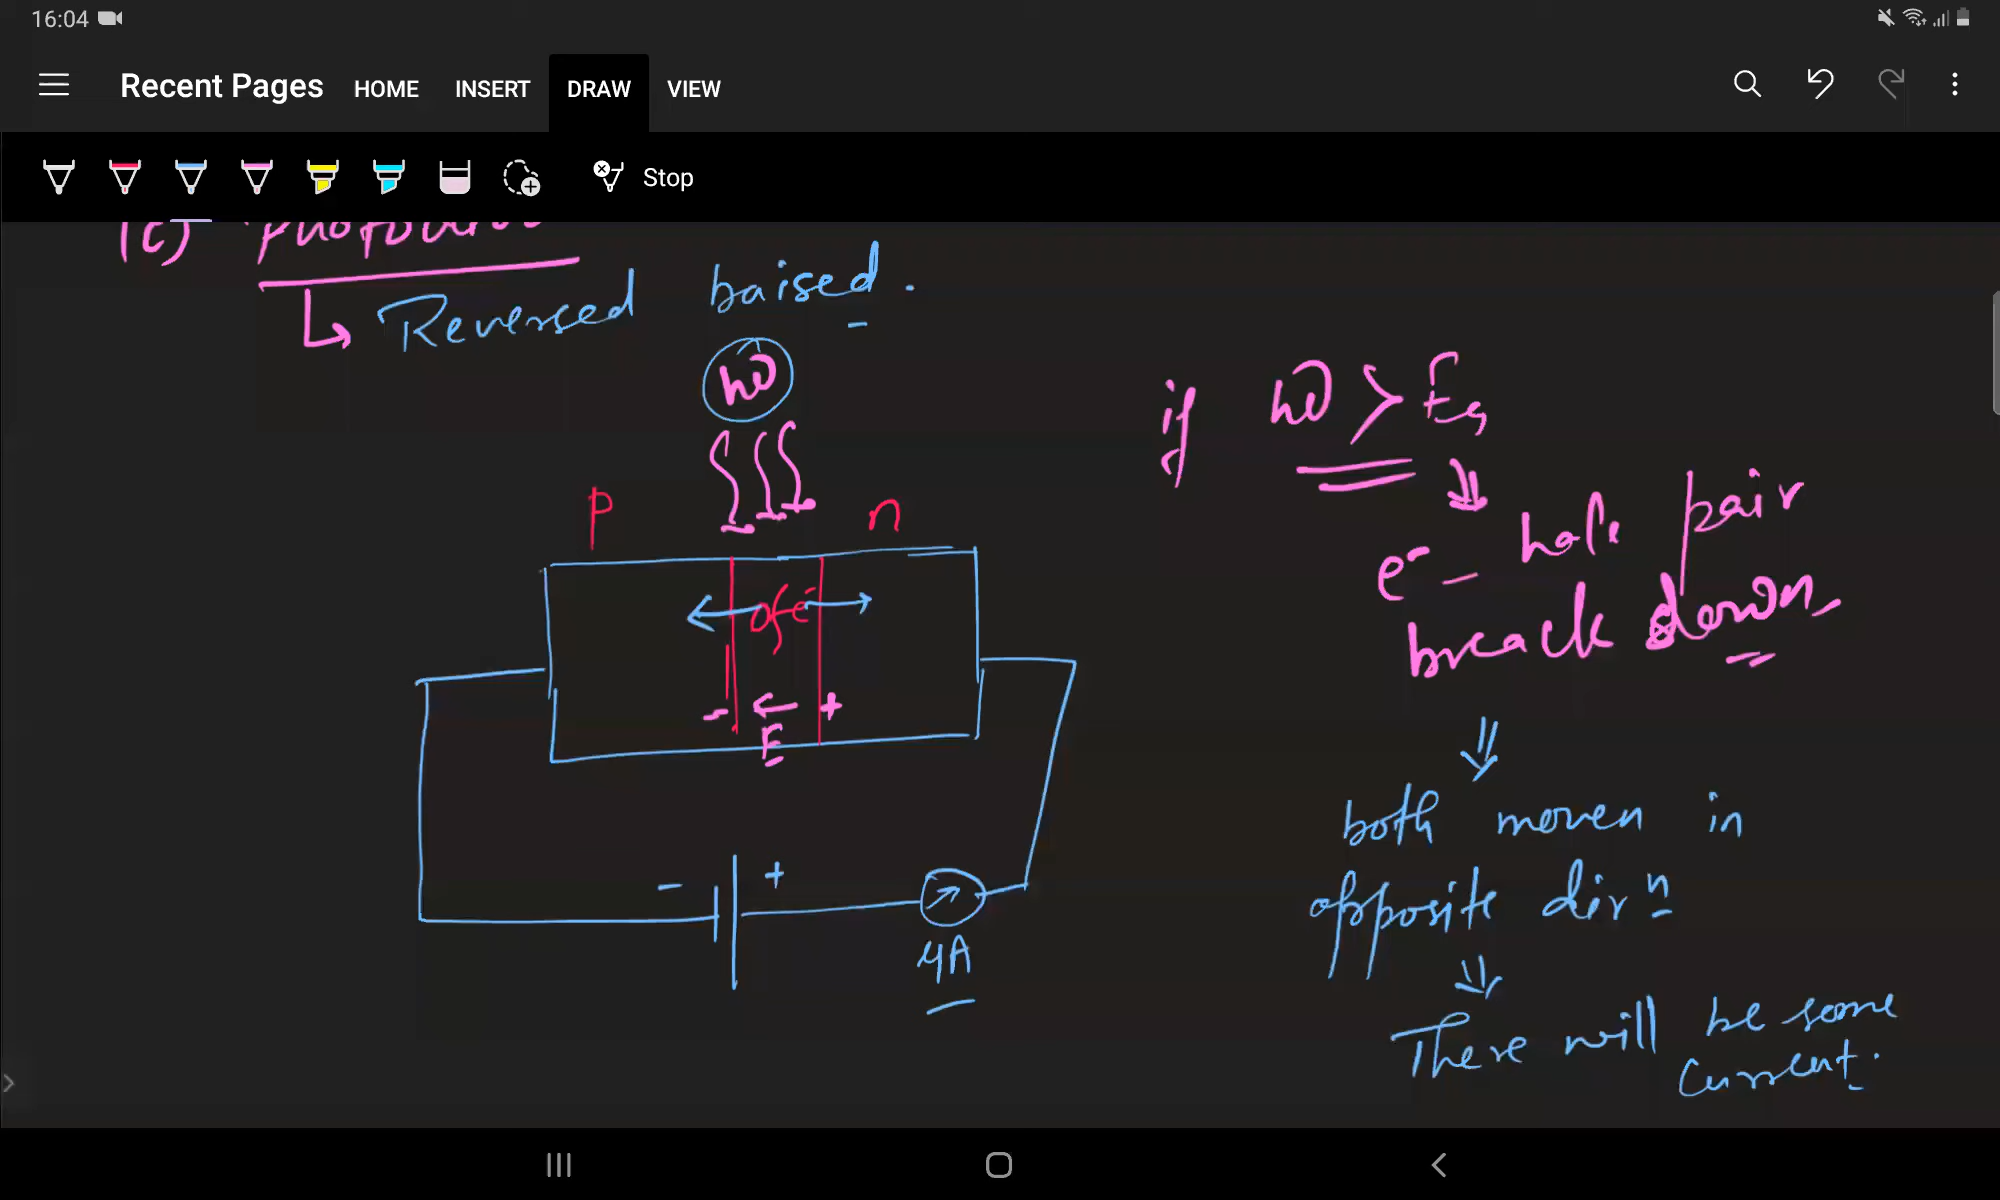 16:04
Recent Pages HOME INSERT DRAW VIEW
Stop
(c)
Reversed baised.
hν
if hν > Eg
p n
e⁻ - hole pair
break down
- E +
both moven in
opposite dirⁿ
- +
μA
There will be some
current.